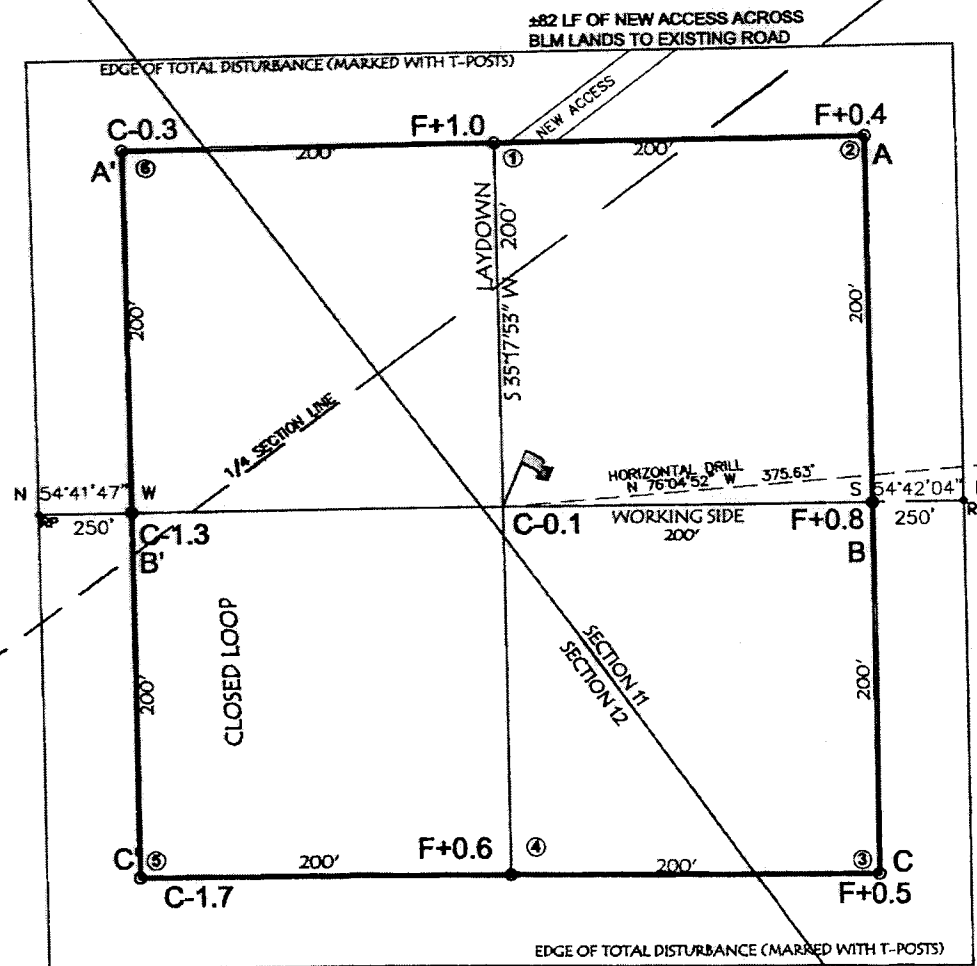 ±82 LF OF NEW ACCESS ACROSS
BLM LANDS TO EXISTING ROAD
EDGE OF TOTAL DISTURBANCE (MARKED WITH T-POSTS)
NEW ACCESS
C-0.3
F+1.0
F+0.4
A'
⑥
200'
①
200'
②
A
LAYDOWN
200'
S 35°17'53" W
200'
200'
1/4 SECTION LINE
HORIZONTAL DRILL
N 76°04'52" W 375.63'
N 54°41'47" W
S 54°42'04"
RP
250'
C-1.3
B'
C-0.1
WORKING SIDE
200'
F+0.8
B
250'
R
CLOSED LOOP
200'
SECTION 11
SECTION 12
200'
C'
⑤
200'
F+0.6
④
200'
③
C
C-1.7
F+0.5
EDGE OF TOTAL DISTURBANCE (MARKED WITH T-POSTS)